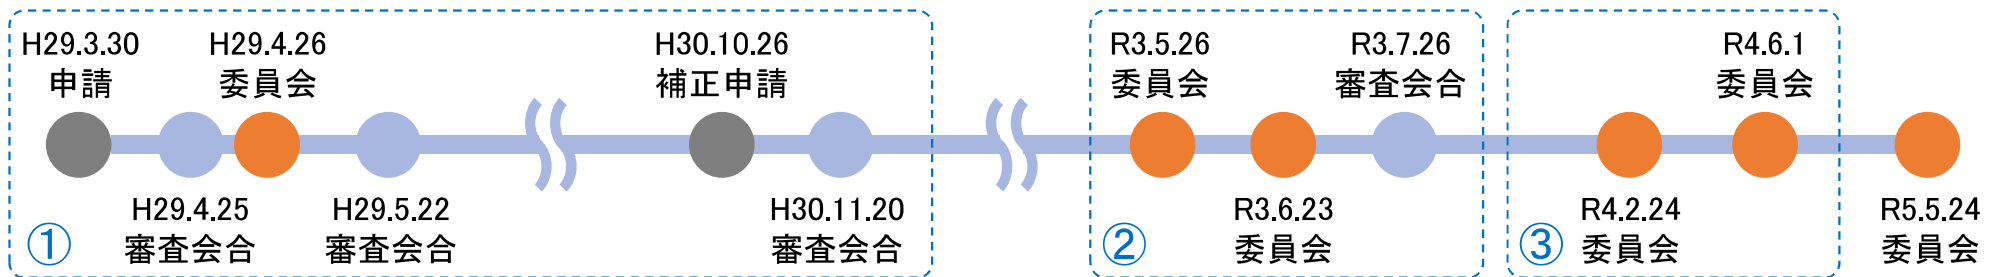 H29.3.30
申請
H29.4.26
委員会
H30.10.26
補正申請
R3.5.26
委員会
R3.7.26
審査会合
R4.6.1
委員会
①
H29.4.25
審査会合
H29.5.22
審査会合
H30.11.20
審査会合
②
R3.6.23
委員会
③
R4.2.24
委員会
R5.5.24
委員会